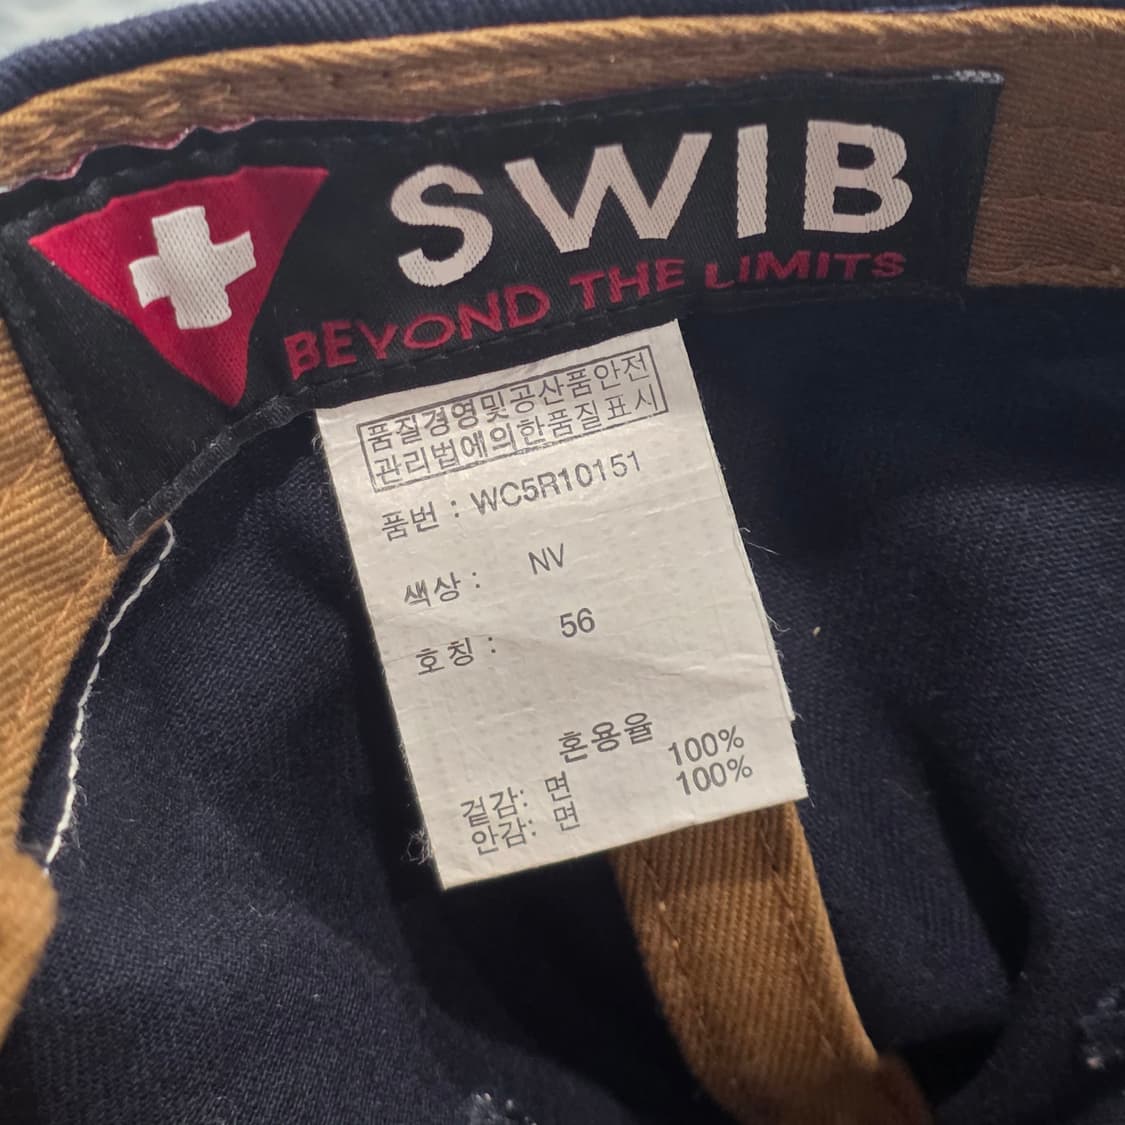 SWIB
BEYOND THE LIMITS
품질경영및공산품안전
관리법에의한품질표시
품번 : WC5R10151
색상 : NV
호칭 : 56
혼용율
겉감: 면 100%
안감: 면 100%